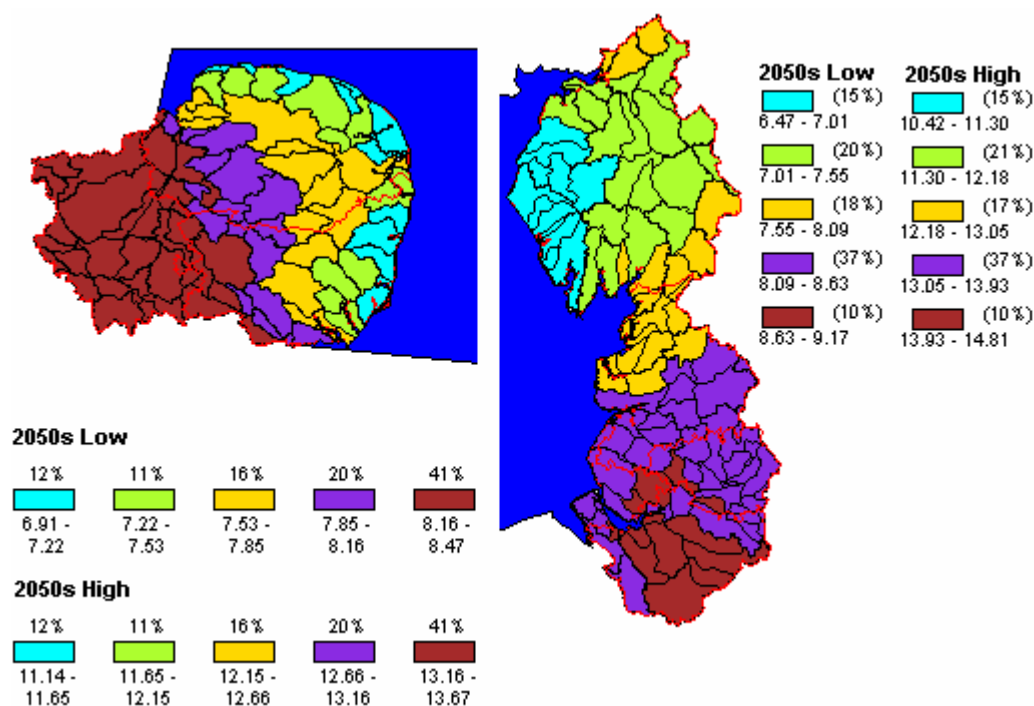 2050s Low 2050s High
(15%) (15%)
6.47 - 7.01 10.42 - 11.30
(20%) (21%)
7.01 - 7.55 11.30 - 12.18
(18%) (17%)
7.55 - 8.09 12.18 - 13.05
(37%) (37%)
8.09 - 8.63 13.05 - 13.93
(10%) (10%)
8.63 - 9.17 13.93 - 14.81
2050s Low
12% 11% 16% 20% 41%
6.91 - 7.22 - 7.53 - 7.85 - 8.16 -
7.22 7.53 7.85 8.16 8.47
2050s High
12% 11% 16% 20% 41%
11.14 - 11.65 - 12.15 - 12.66 - 13.16 -
11.65 12.15 12.66 13.16 13.67